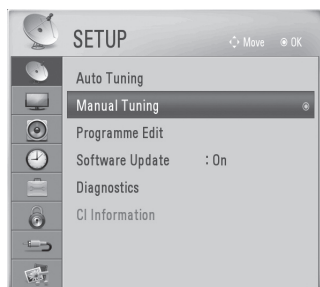 SETUP
Move OK
Auto Tuning
Manual Tuning
Programme Edit
Software Update : On
Diagnostics
CI Information